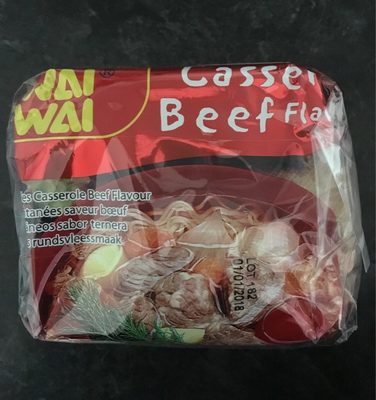 WAI
WAI
®
Casser
Beef Fla
es Casserole Beef Flavour
tanées saveur bœuf
neos sabor ternera
rundsvleessmaak
LOT 62
01/01/2018